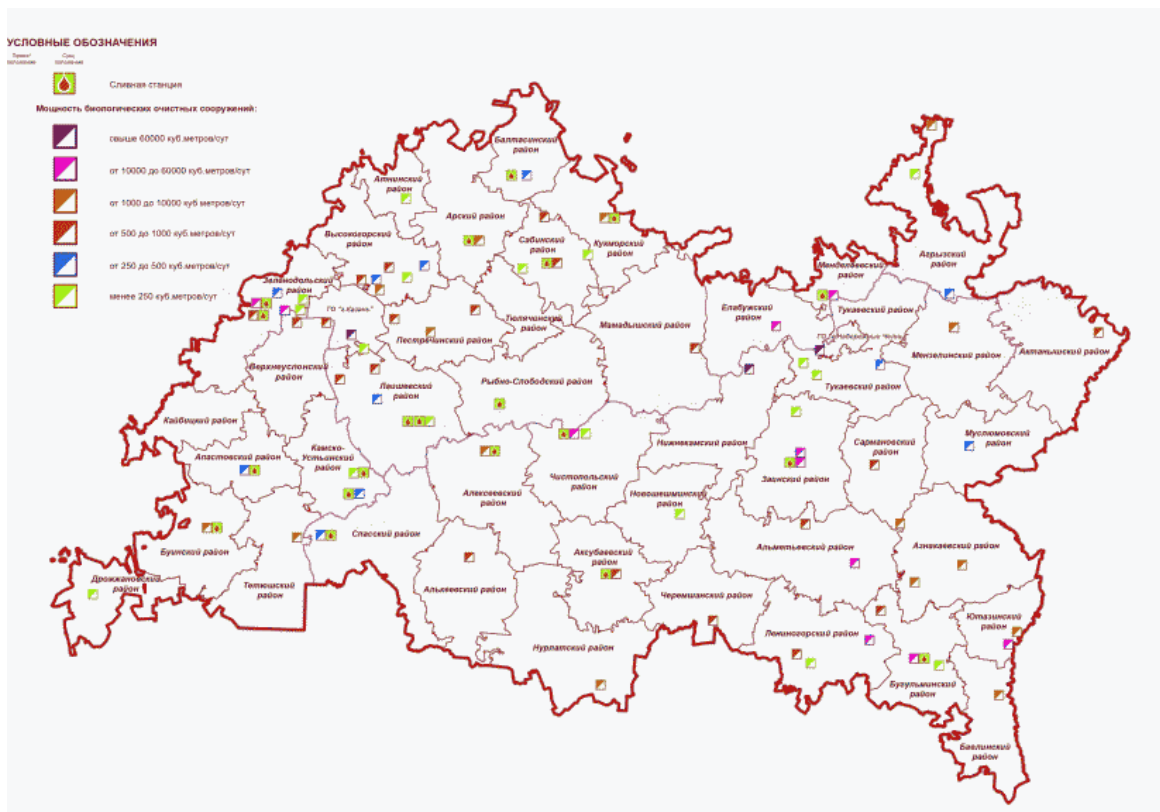 УСЛОВНЫЕ ОБОЗНАЧЕНИЯ
Сливная станция
Мощность биологических очистных сооружений:
свыше 60000 куб.метров/сут
от 10000 до 60000 куб.метров/сут
от 1000 до 10000 куб.метров/сут
от 500 до 1000 куб.метров/сут
от 250 до 500 куб.метров/сут
менее 250 куб.метров/сут
Балтасинский
район
Атнинский
район
Арский район
Высокогорский
район
Сабинский
район
Кукморский
район
Зеленодольский
район
ГО "г.Казань"
Пестречинский район
Тюлячинский
район
Мамадышский район
Елабужский
район
Менделеевский
район
Агрызский
район
Тукаевский
район
Мензелинский район
Актанышский район
Верхнеуслонский
район
Лаишевский
район
Рыбно-Слободский район
Тукаевский
район
Кайбицкий район
Апастовский
район
Камско-
Устьинский
район
Нижнекамский район
Сармановский
район
Муслюмовский
район
Заинский район
Чистопольский
район
Новошешминский
район
Алексеевский
район
Спасский район
Буинский район
Дрожжановский
район
Тетюшский
район
Аксубаевский
район
Альметьевский район
Азнакаевский
район
Алькеевский
район
Черемшанский район
Нурлатский район
Лениногорский район
Ютазинский
район
Бугульминский
район
Бавлинский
район